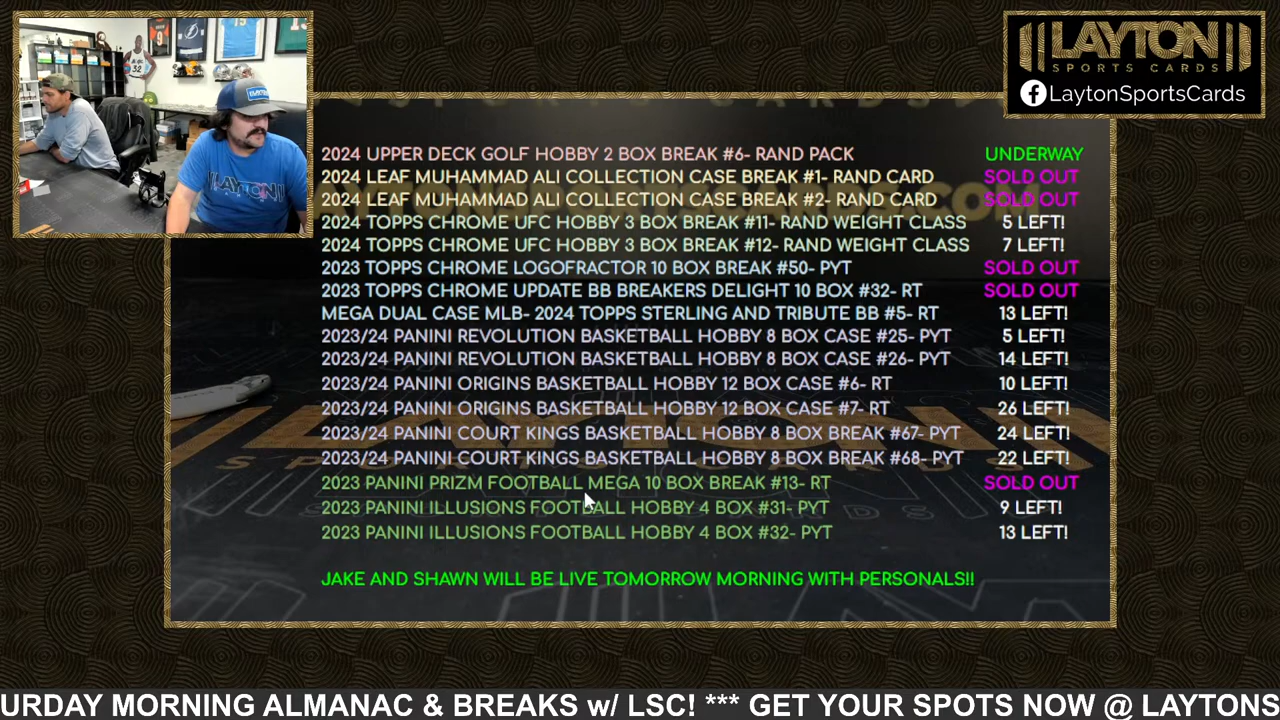 LAYTON
SPORTS CARDS
LaytonSportsCards
2024 UPPER DECK GOLF HOBBY 2 BOX BREAK #6- RAND PACK UNDERWAY
2024 LEAF MUHAMMAD ALI COLLECTION CASE BREAK #1- RAND CARD SOLD OUT
2024 LEAF MUHAMMAD ALI COLLECTION CASE BREAK #2- RAND CARD SOLD OUT
2024 TOPPS CHROME UFC HOBBY 3 BOX BREAK #11- RAND WEIGHT CLASS 5 LEFT!
2024 TOPPS CHROME UFC HOBBY 3 BOX BREAK #12- RAND WEIGHT CLASS 7 LEFT!
2023 TOPPS CHROME LOGOFRACTOR 10 BOX BREAK #50- PYT SOLD OUT
2023 TOPPS CHROME UPDATE BB BREAKERS DELIGHT 10 BOX #32- RT SOLD OUT
MEGA DUAL CASE MLB- 2024 TOPPS STERLING AND TRIBUTE BB #5- RT 13 LEFT!
2023/24 PANINI REVOLUTION BASKETBALL HOBBY 8 BOX CASE #25- PYT 5 LEFT!
2023/24 PANINI REVOLUTION BASKETBALL HOBBY 8 BOX CASE #26- PYT 14 LEFT!
2023/24 PANINI ORIGINS BASKETBALL HOBBY 12 BOX CASE #6- RT 10 LEFT!
2023/24 PANINI ORIGINS BASKETBALL HOBBY 12 BOX CASE #7- RT 26 LEFT!
2023/24 PANINI COURT KINGS BASKETBALL HOBBY 8 BOX BREAK #67- PYT 24 LEFT!
2023/24 PANINI COURT KINGS BASKETBALL HOBBY 8 BOX BREAK #68- PYT 22 LEFT!
2023 PANINI PRIZM FOOTBALL MEGA 10 BOX BREAK #13- RT SOLD OUT
2023 PANINI ILLUSIONS FOOTBALL HOBBY 4 BOX #31- PYT 9 LEFT!
2023 PANINI ILLUSIONS FOOTBALL HOBBY 4 BOX #32- PYT 13 LEFT!
JAKE AND SHAWN WILL BE LIVE TOMORROW MORNING WITH PERSONALS!!
URDAY MORNING ALMANAC & BREAKS w/ LSC! *** GET YOUR SPOTS NOW @ LAYTONS